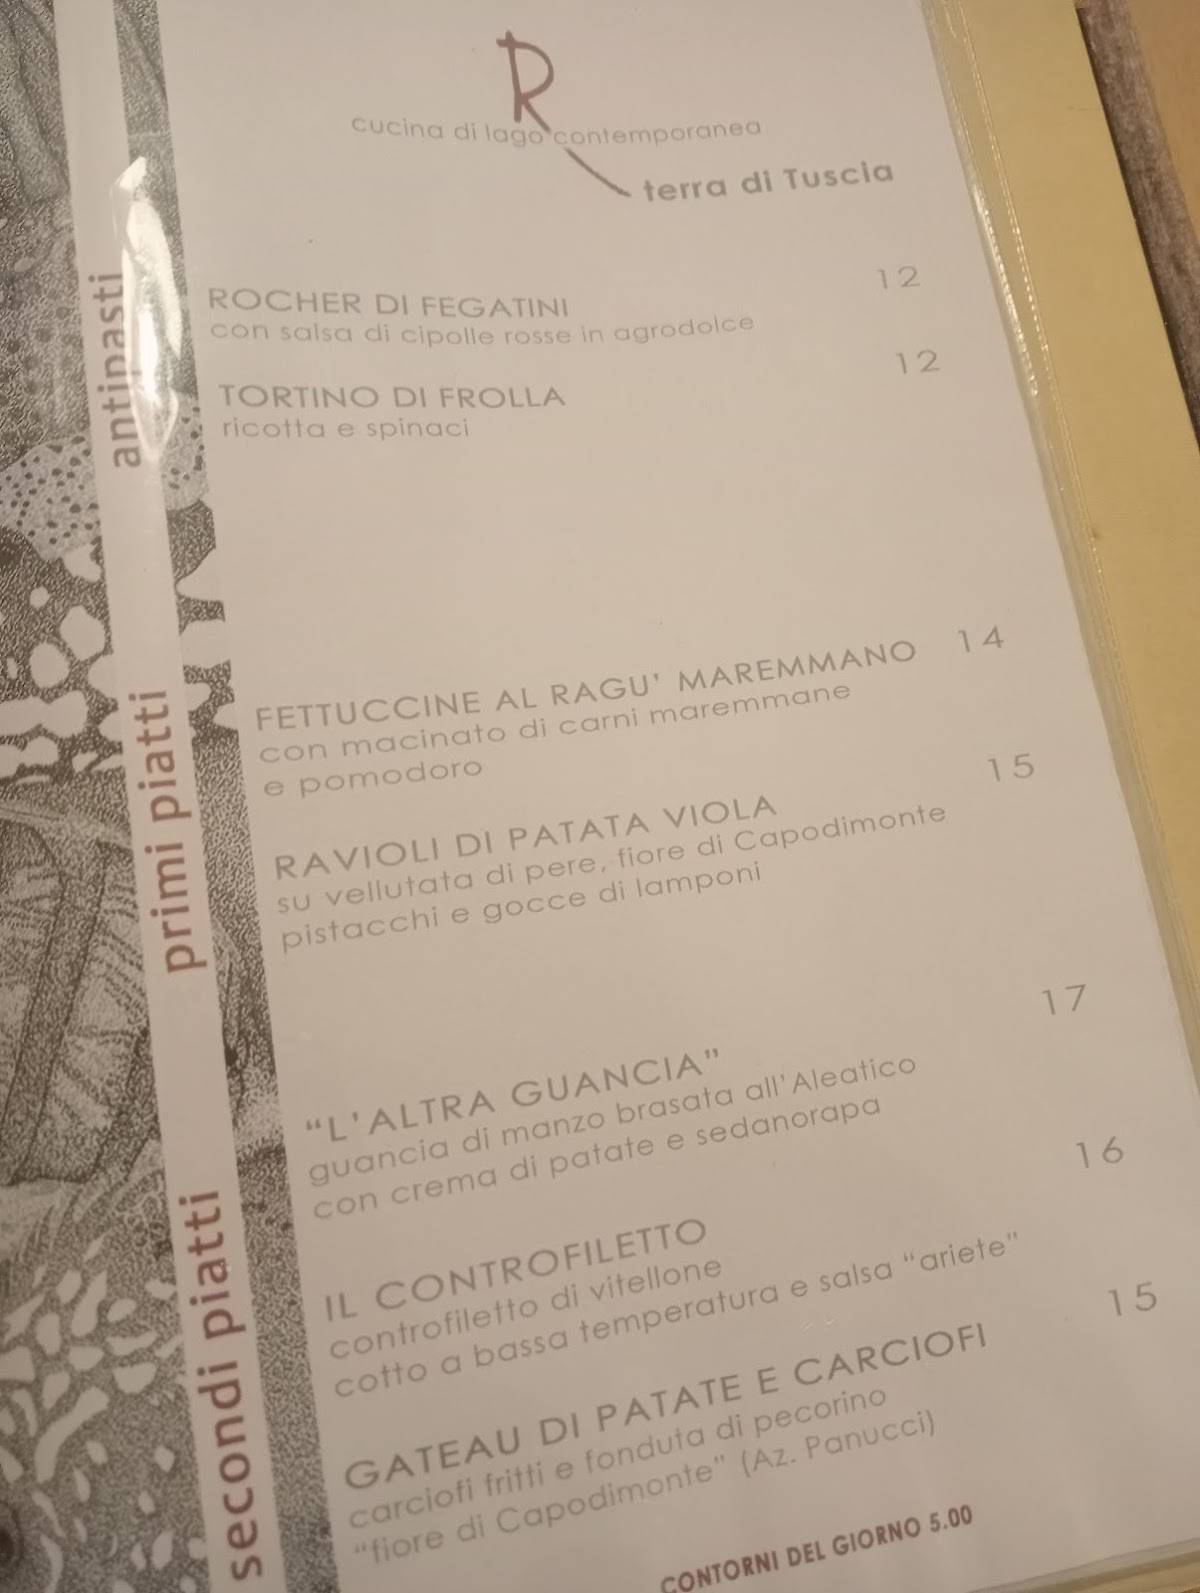 R
cucina di lago contemporanea
terra di Tuscia
antipasti
ROCHER DI FEGATINI 12
con salsa di cipolle rosse in agrodolce
TORTINO DI FROLLA 12
ricotta e spinaci
primi piatti
FETTUCCINE AL RAGU' MAREMMANO 14
con macinato di carni maremmane
e pomodoro
RAVIOLI DI PATATA VIOLA 15
su vellutata di pere, fiore di Capodimonte
pistacchi e gocce di lamponi
secondi piatti
"L'ALTRA GUANCIA" 17
guancia di manzo brasata all'Aleatico
con crema di patate e sedanorapa
IL CONTROFILETTO 16
controfiletto di vitellone
cotto a bassa temperatura e salsa "ariete"
GATEAU DI PATATE E CARCIOFI 15
carciofi fritti e fonduta di pecorino
"fiore di Capodimonte" (Az. Panucci)
CONTORNI DEL GIORNO 5.00